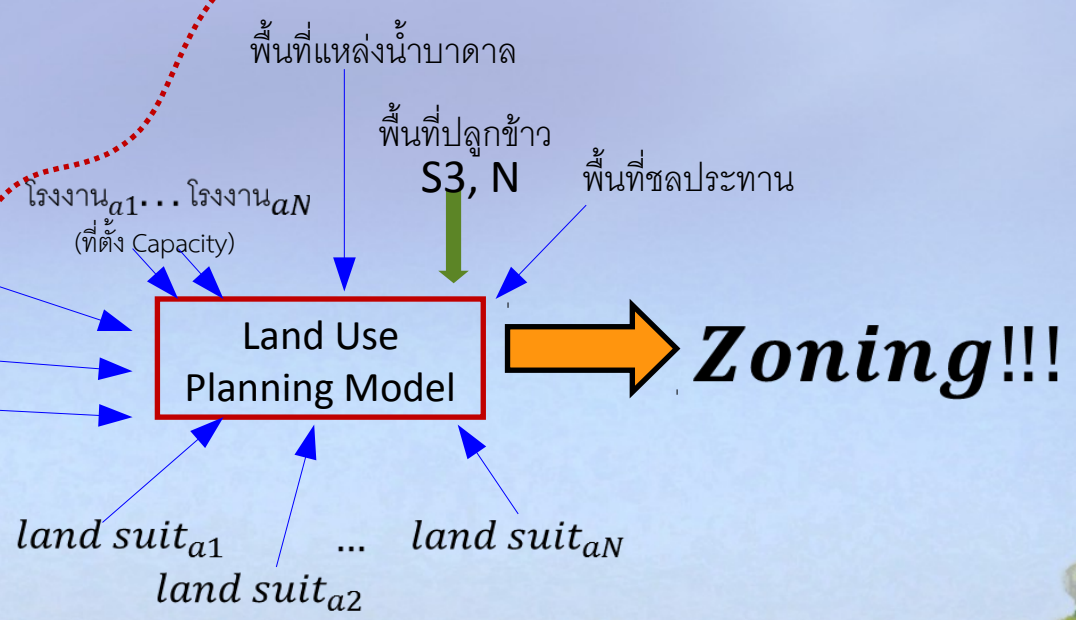 พื้นที่แหล่งน้ำบาดาล
พื้นที่ปลูกข้าว
S3, N
พื้นที่ชลประทาน
โรงงานa1... โรงงานaN
(ที่ตั้ง Capacity)
Land Use
Planning Model
Zoning!!!
land suita1 ... land suitaN
land suita2